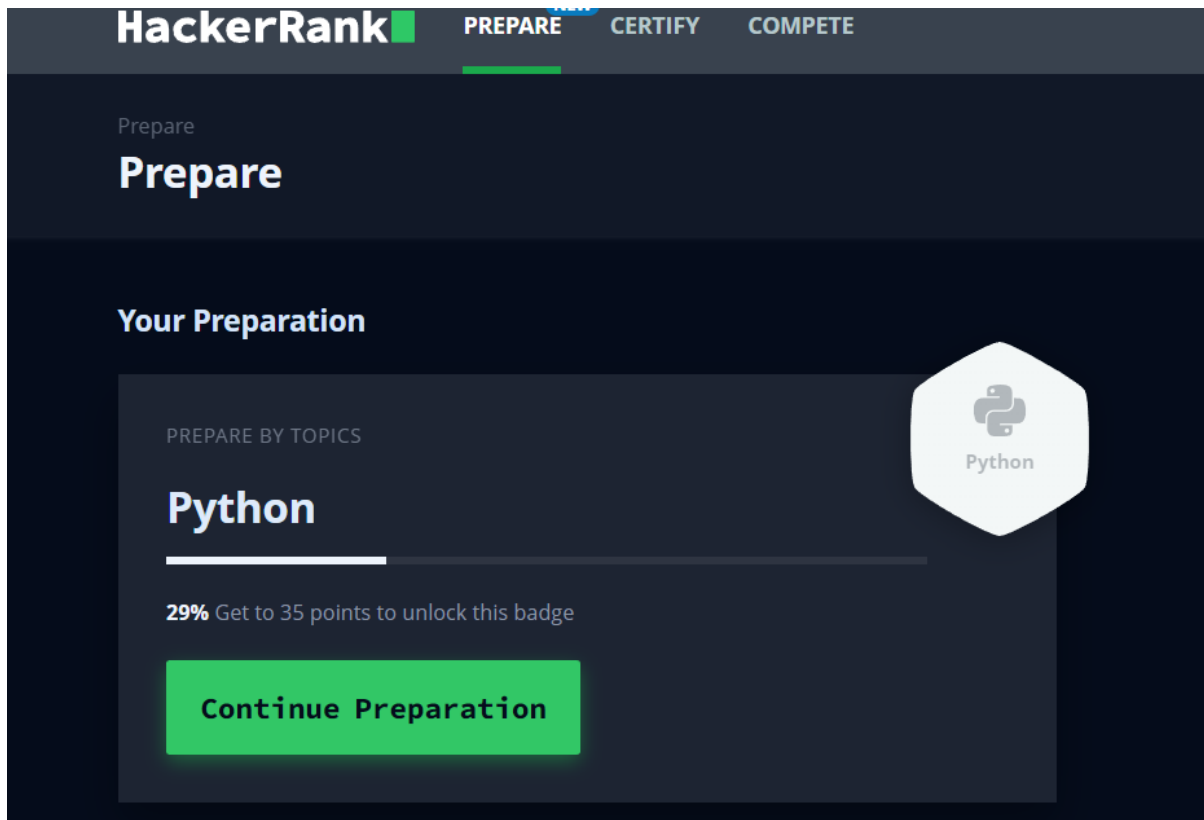 NEW
HackerRank PREPARE CERTIFY COMPETE
Prepare
Prepare
Your Preparation
Python
PREPARE BY TOPICS
Python
29% Get to 35 points to unlock this badge
Continue Preparation